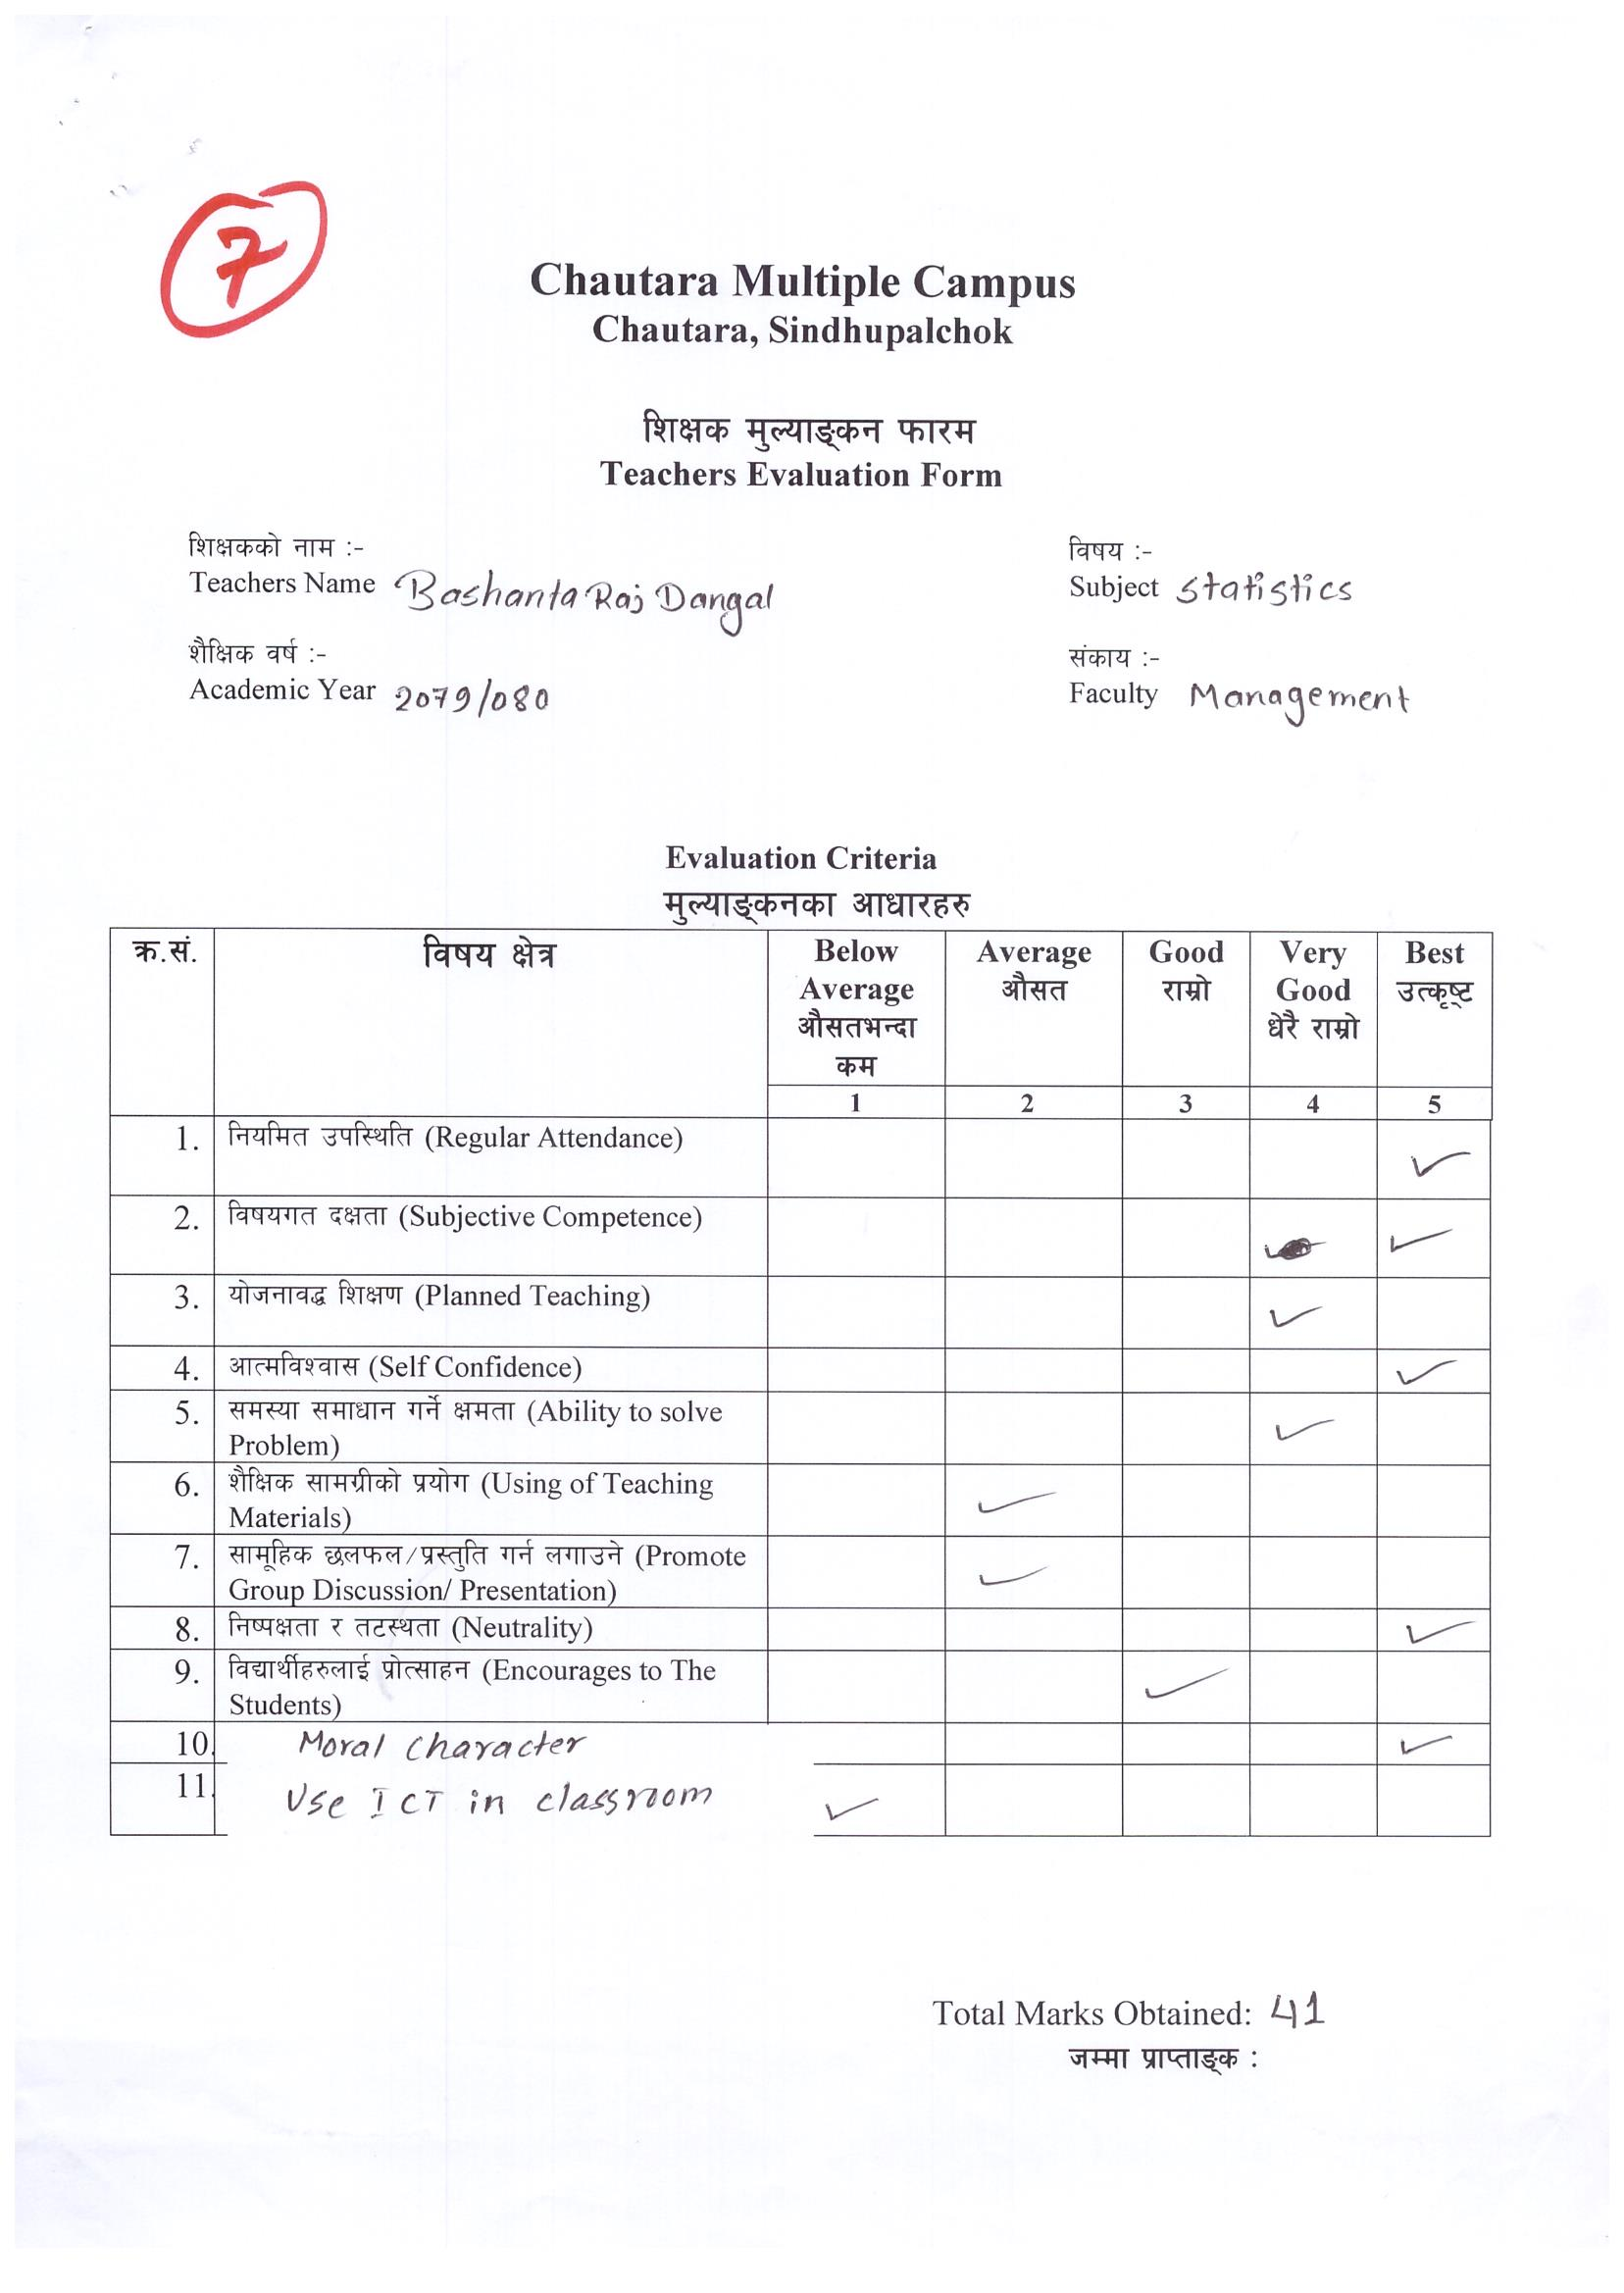 7
Chautara Multiple Campus
Chautara, Sindhupalchok
शिक्षक मुल्याङ्कन फारम
Teachers Evaluation Form
शिक्षकको नाम :-
Teachers Name Bashanta Raj Dangal
विषय :-
Subject Statistics
शैक्षिक वर्ष :-
Academic Year 2079/080
संकाय :-
Faculty Management
Evaluation Criteria
मुल्याङ्कनका आधारहरु
क्र.सं. विषय क्षेत्र Below Average औसतभन्दा कम Average औसत Good राम्रो Very Good धेरै राम्रो Best उत्कृष्ट
1 2 3 4 5
1. नियमित उपस्थिति (Regular Attendance) ✓
2. विषयगत दक्षता (Subjective Competence) ✓
3. योजनावद्ध शिक्षण (Planned Teaching) ✓
4. आत्मविश्वास (Self Confidence) ✓
5. समस्या समाधान गर्ने क्षमता (Ability to solve
Problem) ✓
6. शैक्षिक सामग्रीको प्रयोग (Using of Teaching
Materials) ✓
7. सामूहिक छलफल/प्रस्तुति गर्न लगाउने (Promote
Group Discussion/ Presentation) ✓
8. निष्पक्षता र तटस्थता (Neutrality) ✓
9. विद्यार्थीहरुलाई प्रोत्साहन (Encourages to The
Students) ✓
10. Moral Character ✓
11. Use ICT in classroom ✓
Total Marks Obtained: 41
जम्मा प्राप्ताङ्क :